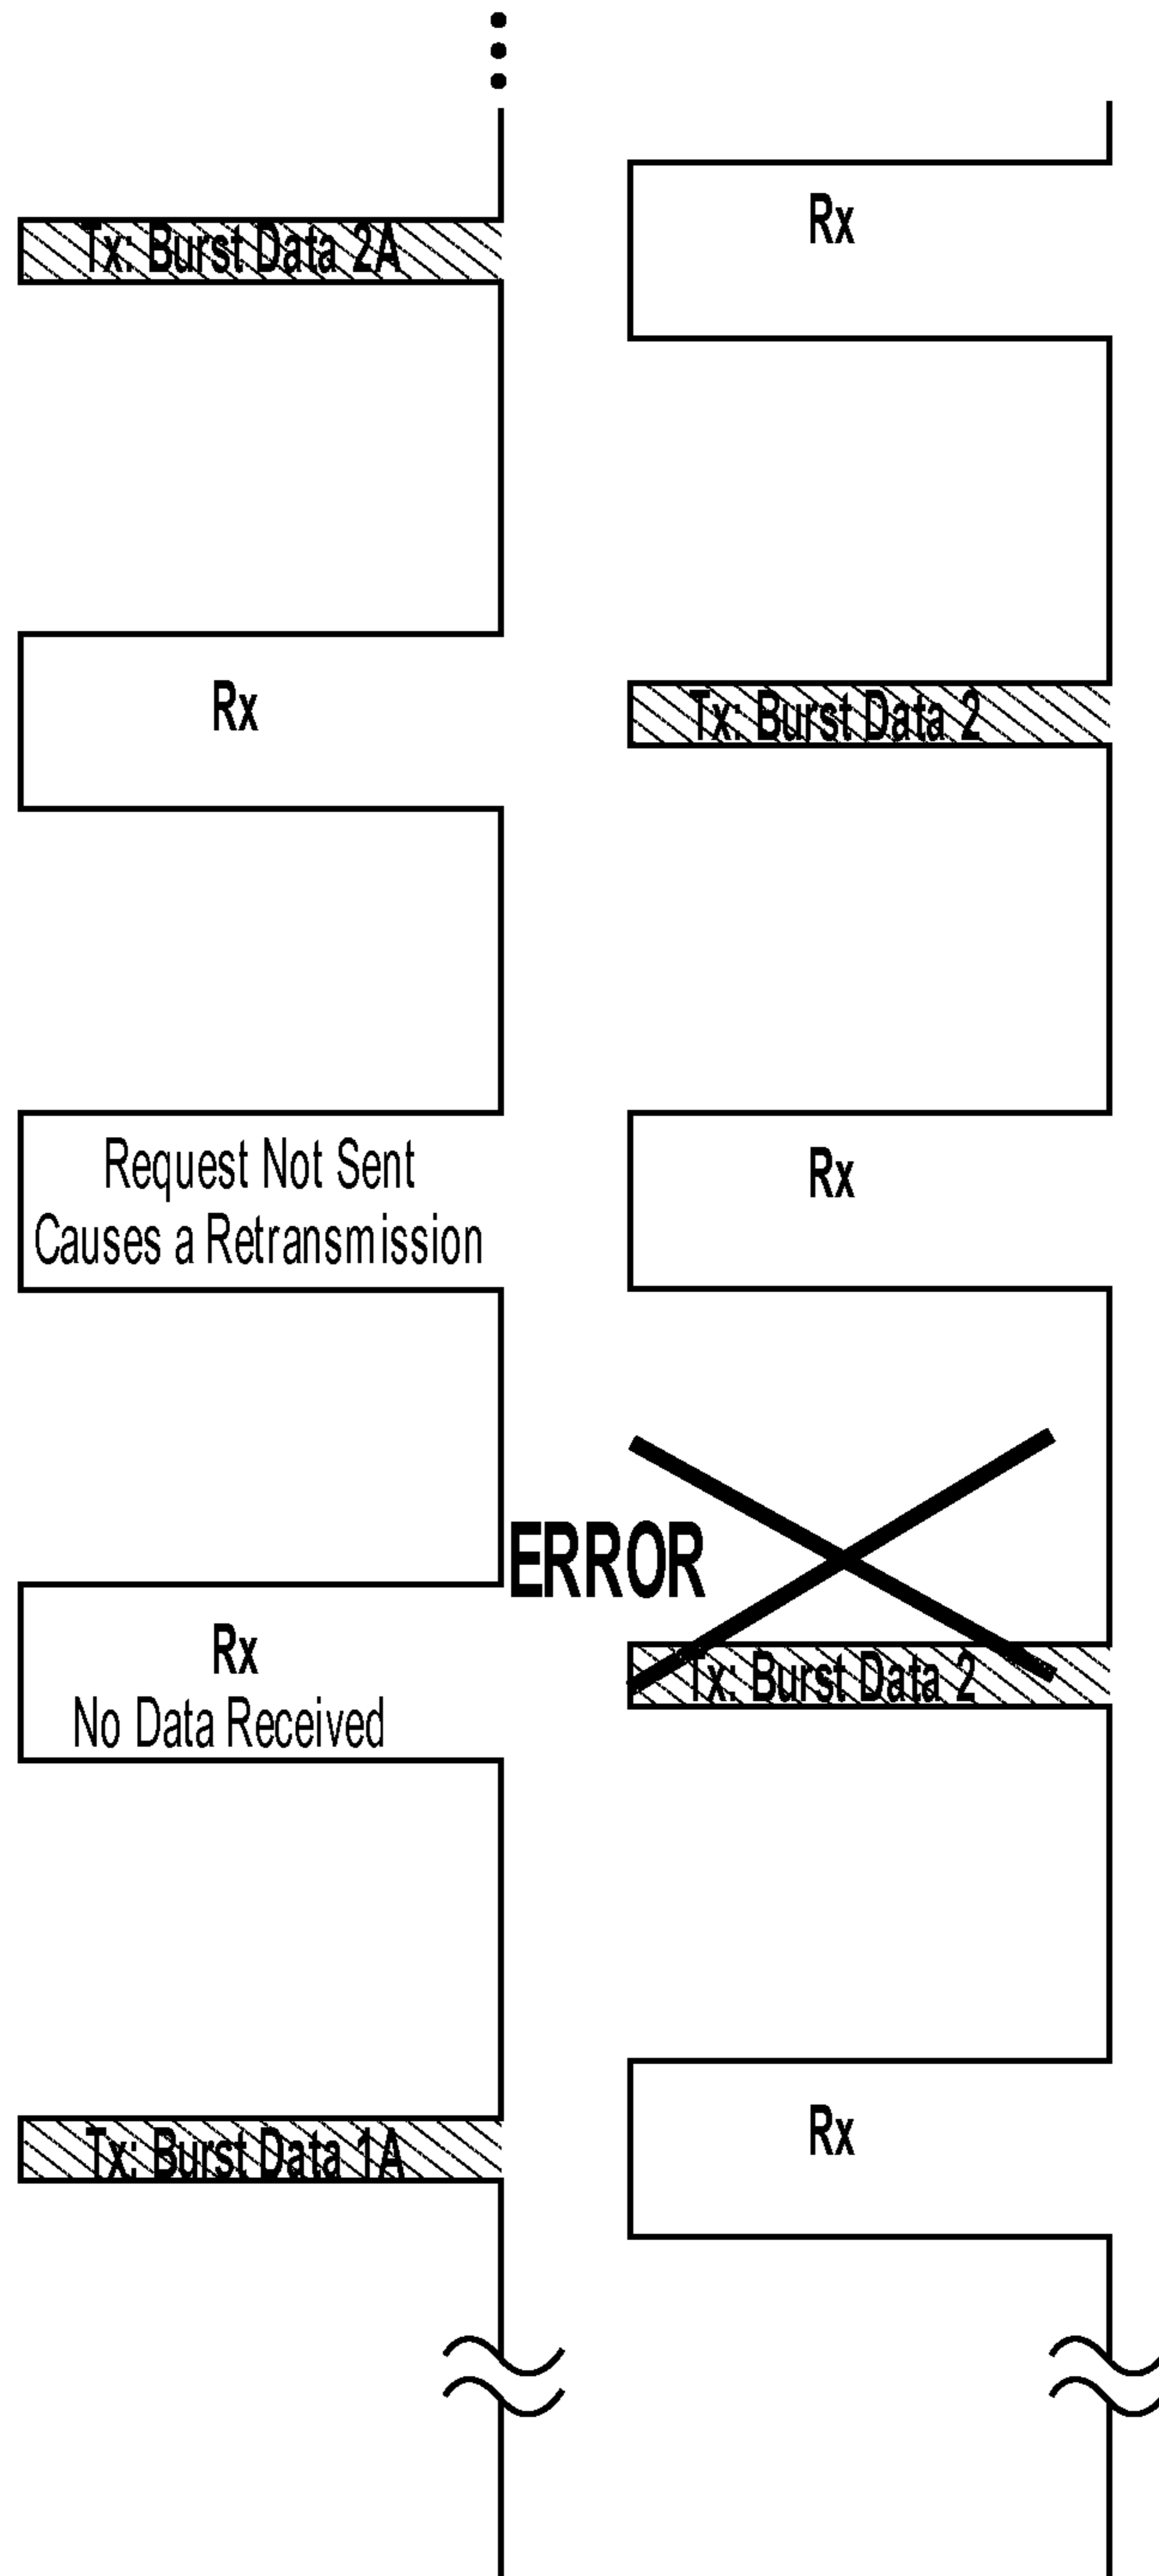 Rx
Tx: Burst Data 2A
Rx
Tx: Burst Data 2
Request Not Sent
Causes a Retransmission
Rx
ERROR
Rx
No Data Received
Tx: Burst Data 2
Tx: Burst Data 1A
Rx